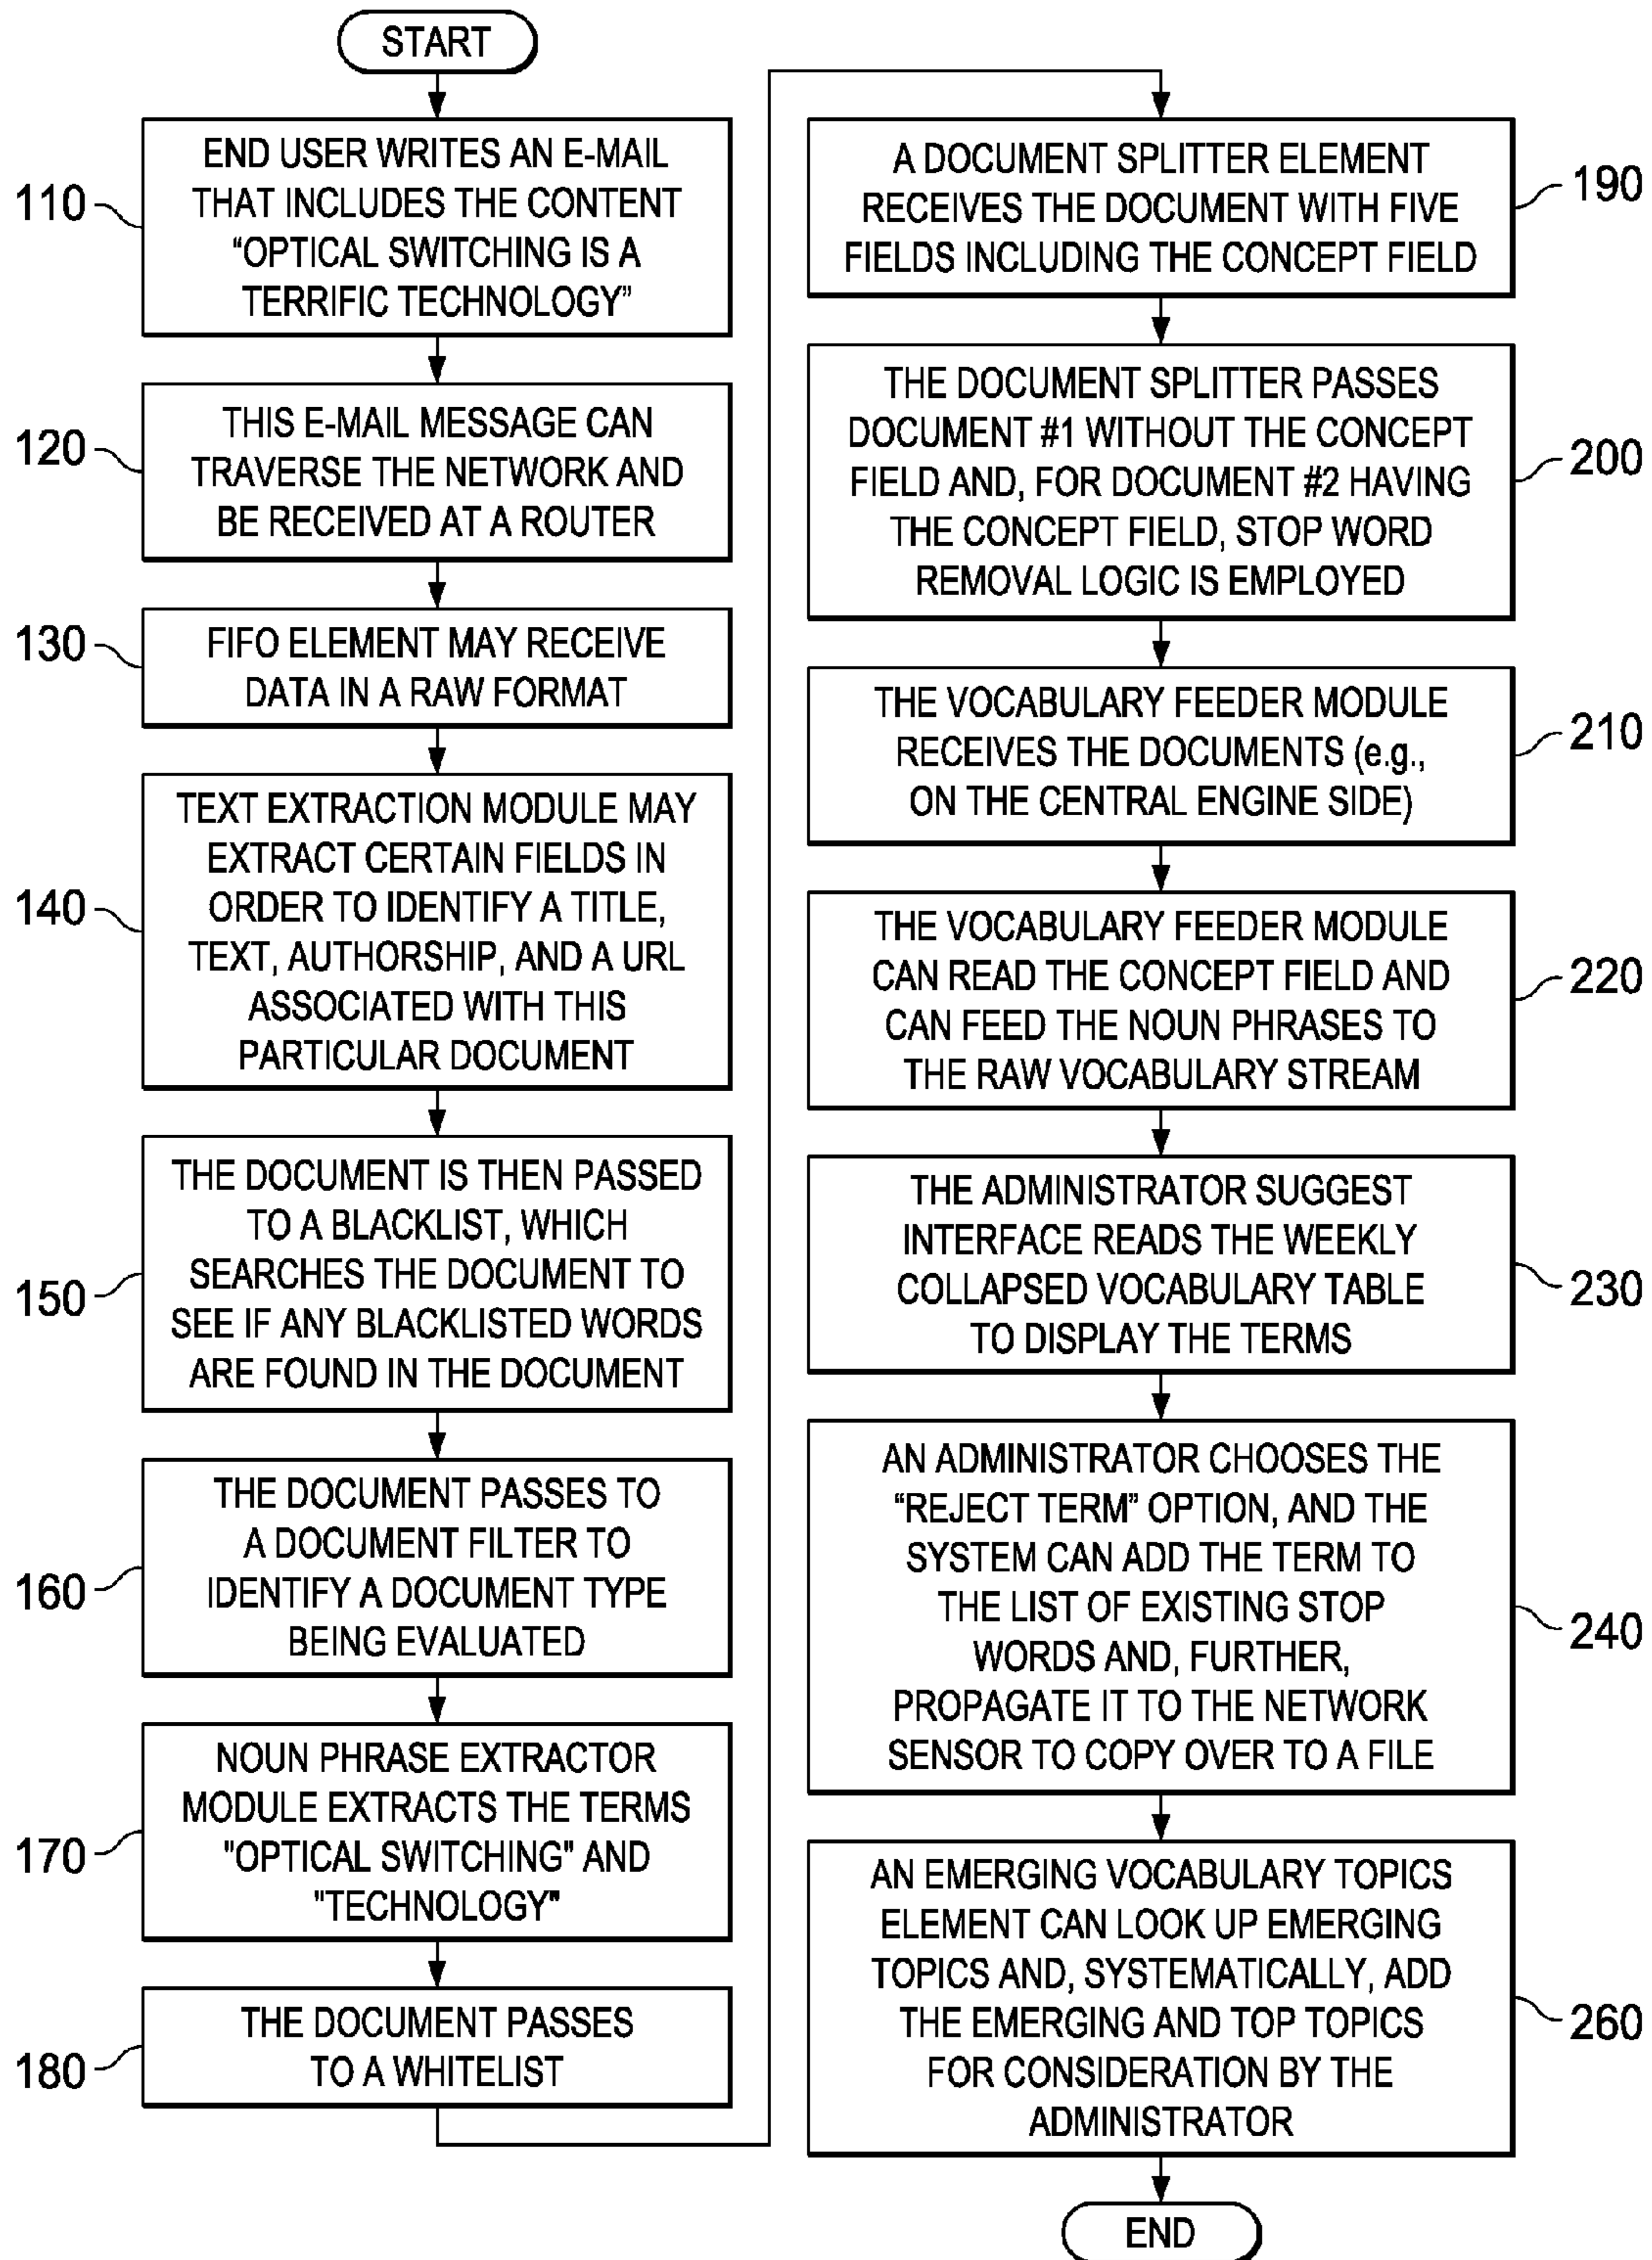 START
110
END USER WRITES AN E-MAIL
THAT INCLUDES THE CONTENT
“OPTICAL SWITCHING IS A
TERRIFIC TECHNOLOGY”
120
THIS E-MAIL MESSAGE CAN
TRAVERSE THE NETWORK AND
BE RECEIVED AT A ROUTER
130
FIFO ELEMENT MAY RECEIVE
DATA IN A RAW FORMAT
140
TEXT EXTRACTION MODULE MAY
EXTRACT CERTAIN FIELDS IN
ORDER TO IDENTIFY A TITLE,
TEXT, AUTHORSHIP, AND A URL
ASSOCIATED WITH THIS
PARTICULAR DOCUMENT
150
THE DOCUMENT IS THEN PASSED
TO A BLACKLIST, WHICH
SEARCHES THE DOCUMENT TO
SEE IF ANY BLACKLISTED WORDS
ARE FOUND IN THE DOCUMENT
160
THE DOCUMENT PASSES TO
A DOCUMENT FILTER TO
IDENTIFY A DOCUMENT TYPE
BEING EVALUATED
170
NOUN PHRASE EXTRACTOR
MODULE EXTRACTS THE TERMS
"OPTICAL SWITCHING" AND
"TECHNOLOGY"
180
THE DOCUMENT PASSES
TO A WHITELIST
190
A DOCUMENT SPLITTER ELEMENT
RECEIVES THE DOCUMENT WITH FIVE
FIELDS INCLUDING THE CONCEPT FIELD
200
THE DOCUMENT SPLITTER PASSES
DOCUMENT #1 WITHOUT THE CONCEPT
FIELD AND, FOR DOCUMENT #2 HAVING
THE CONCEPT FIELD, STOP WORD
REMOVAL LOGIC IS EMPLOYED
210
THE VOCABULARY FEEDER MODULE
RECEIVES THE DOCUMENTS (e.g.,
ON THE CENTRAL ENGINE SIDE)
220
THE VOCABULARY FEEDER MODULE
CAN READ THE CONCEPT FIELD AND
CAN FEED THE NOUN PHRASES TO
THE RAW VOCABULARY STREAM
230
THE ADMINISTRATOR SUGGEST
INTERFACE READS THE WEEKLY
COLLAPSED VOCABULARY TABLE
TO DISPLAY THE TERMS
240
AN ADMINISTRATOR CHOOSES THE
“REJECT TERM” OPTION, AND THE
SYSTEM CAN ADD THE TERM TO
THE LIST OF EXISTING STOP
WORDS AND, FURTHER,
PROPAGATE IT TO THE NETWORK
SENSOR TO COPY OVER TO A FILE
260
AN EMERGING VOCABULARY TOPICS
ELEMENT CAN LOOK UP EMERGING
TOPICS AND, SYSTEMATICALLY, ADD
THE EMERGING AND TOP TOPICS
FOR CONSIDERATION BY THE
ADMINISTRATOR
END